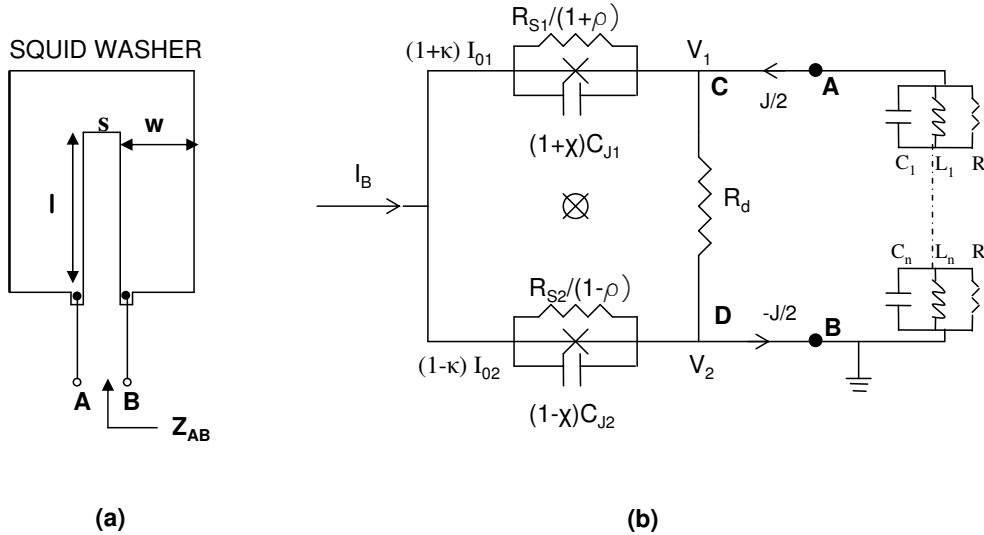 SQUID WASHER
s
w
l
A
B
Z_AB
(a)
R_S1/(1+ρ)
(1+κ) I_01
V_1
C
J/2
A
(1+χ)C_J1
C_1
L_1
R
I_B
R_d
C_n
L_n
R
R_S2/(1-ρ)
D
-J/2
B
(1-κ) I_02
V_2
(1-χ)C_J2
(b)